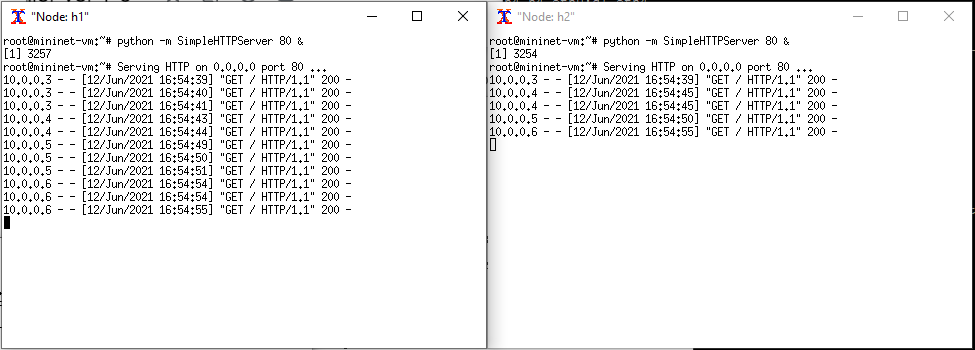 "Node: h1"
root@mininet-vm:~# python -m SimpleHTTPServer 80 &
[1] 3257
root@mininet-vm:~# Serving HTTP on 0.0.0.0 port 80 ...
10.0.0.3 - - [12/Jun/2021 16:54:39] "GET / HTTP/1.1" 200 -
10.0.0.3 - - [12/Jun/2021 16:54:40] "GET / HTTP/1.1" 200 -
10.0.0.3 - - [12/Jun/2021 16:54:41] "GET / HTTP/1.1" 200 -
10.0.0.4 - - [12/Jun/2021 16:54:43] "GET / HTTP/1.1" 200 -
10.0.0.4 - - [12/Jun/2021 16:54:44] "GET / HTTP/1.1" 200 -
10.0.0.5 - - [12/Jun/2021 16:54:49] "GET / HTTP/1.1" 200 -
10.0.0.5 - - [12/Jun/2021 16:54:50] "GET / HTTP/1.1" 200 -
10.0.0.5 - - [12/Jun/2021 16:54:51] "GET / HTTP/1.1" 200 -
10.0.0.6 - - [12/Jun/2021 16:54:54] "GET / HTTP/1.1" 200 -
10.0.0.6 - - [12/Jun/2021 16:54:54] "GET / HTTP/1.1" 200 -
10.0.0.6 - - [12/Jun/2021 16:54:55] "GET / HTTP/1.1" 200 -
"Node: h2"
root@mininet-vm:~# python -m SimpleHTTPServer 80 &
[1] 3254
root@mininet-vm:~# Serving HTTP on 0.0.0.0 port 80 ...
10.0.0.3 - - [12/Jun/2021 16:54:39] "GET / HTTP/1.1" 200 -
10.0.0.4 - - [12/Jun/2021 16:54:45] "GET / HTTP/1.1" 200 -
10.0.0.4 - - [12/Jun/2021 16:54:45] "GET / HTTP/1.1" 200 -
10.0.0.5 - - [12/Jun/2021 16:54:50] "GET / HTTP/1.1" 200 -
10.0.0.6 - - [12/Jun/2021 16:54:55] "GET / HTTP/1.1" 200 -